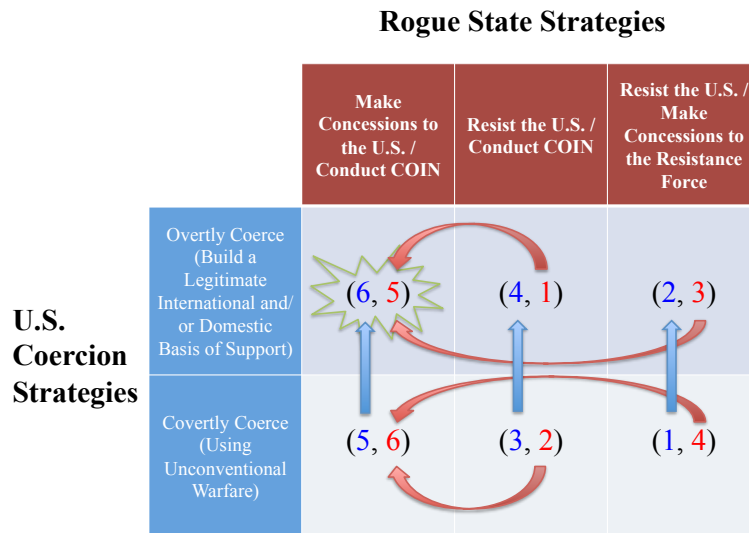 Rogue State Strategies
Make
Concessions to
the U.S. /
Conduct COIN
Resist the U.S. /
Conduct COIN
Resist the U.S. /
Make
Concessions to
the Resistance
Force
U.S.
Coercion
Strategies
Overtly Coerce
(Build a
Legitimate
International and/
or Domestic
Basis of Support)
(6, 5)
(4, 1)
(2, 3)
Covertly Coerce
(Using
Unconventional
Warfare)
(5, 6)
(3, 2)
(1, 4)